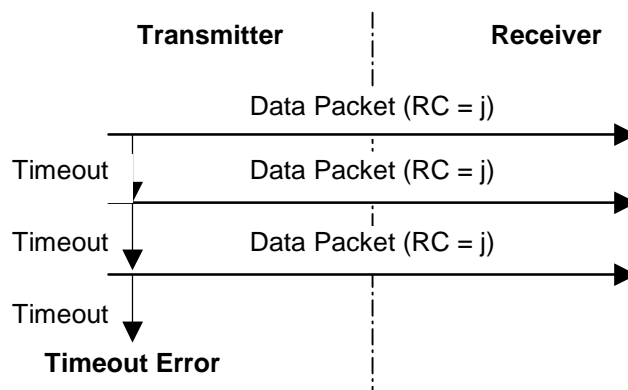 Transmitter Receiver
Data Packet (RC = j)
Timeout Data Packet (RC = j)
Timeout Data Packet (RC = j)
Timeout
Timeout Error